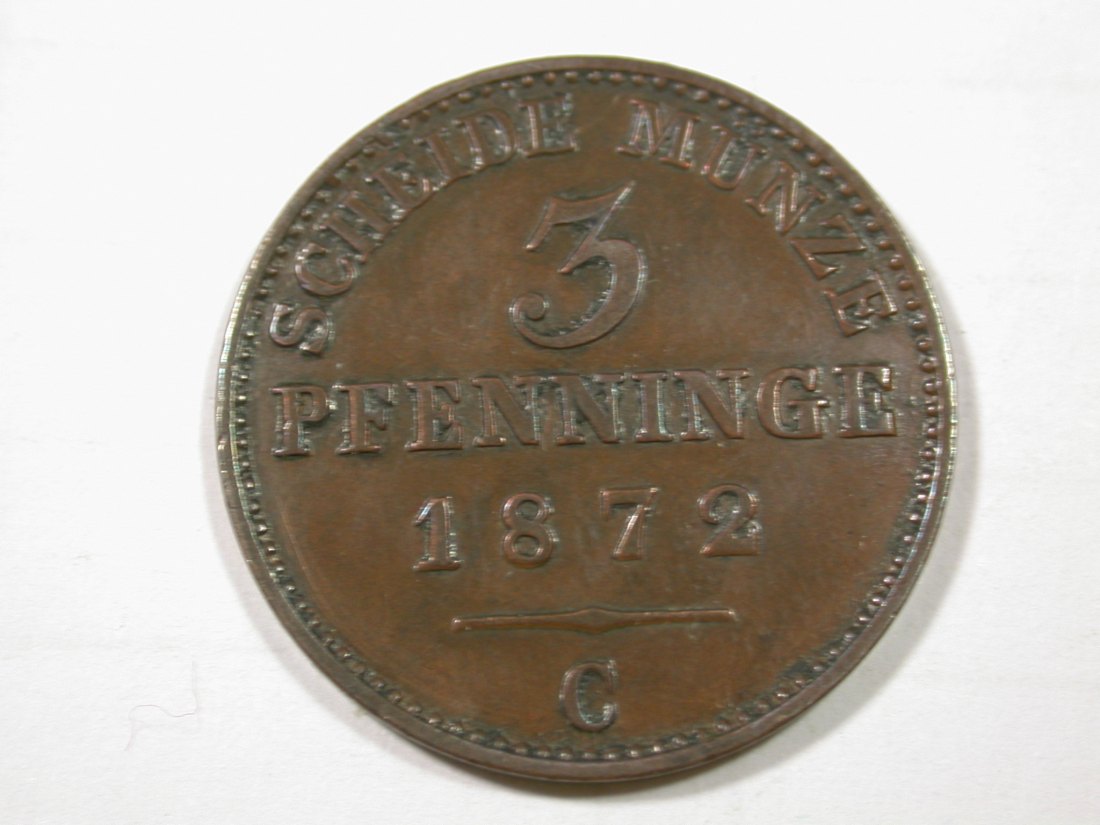 SCHEIDE MÜNZE
3
PFENNINGE
1872
C